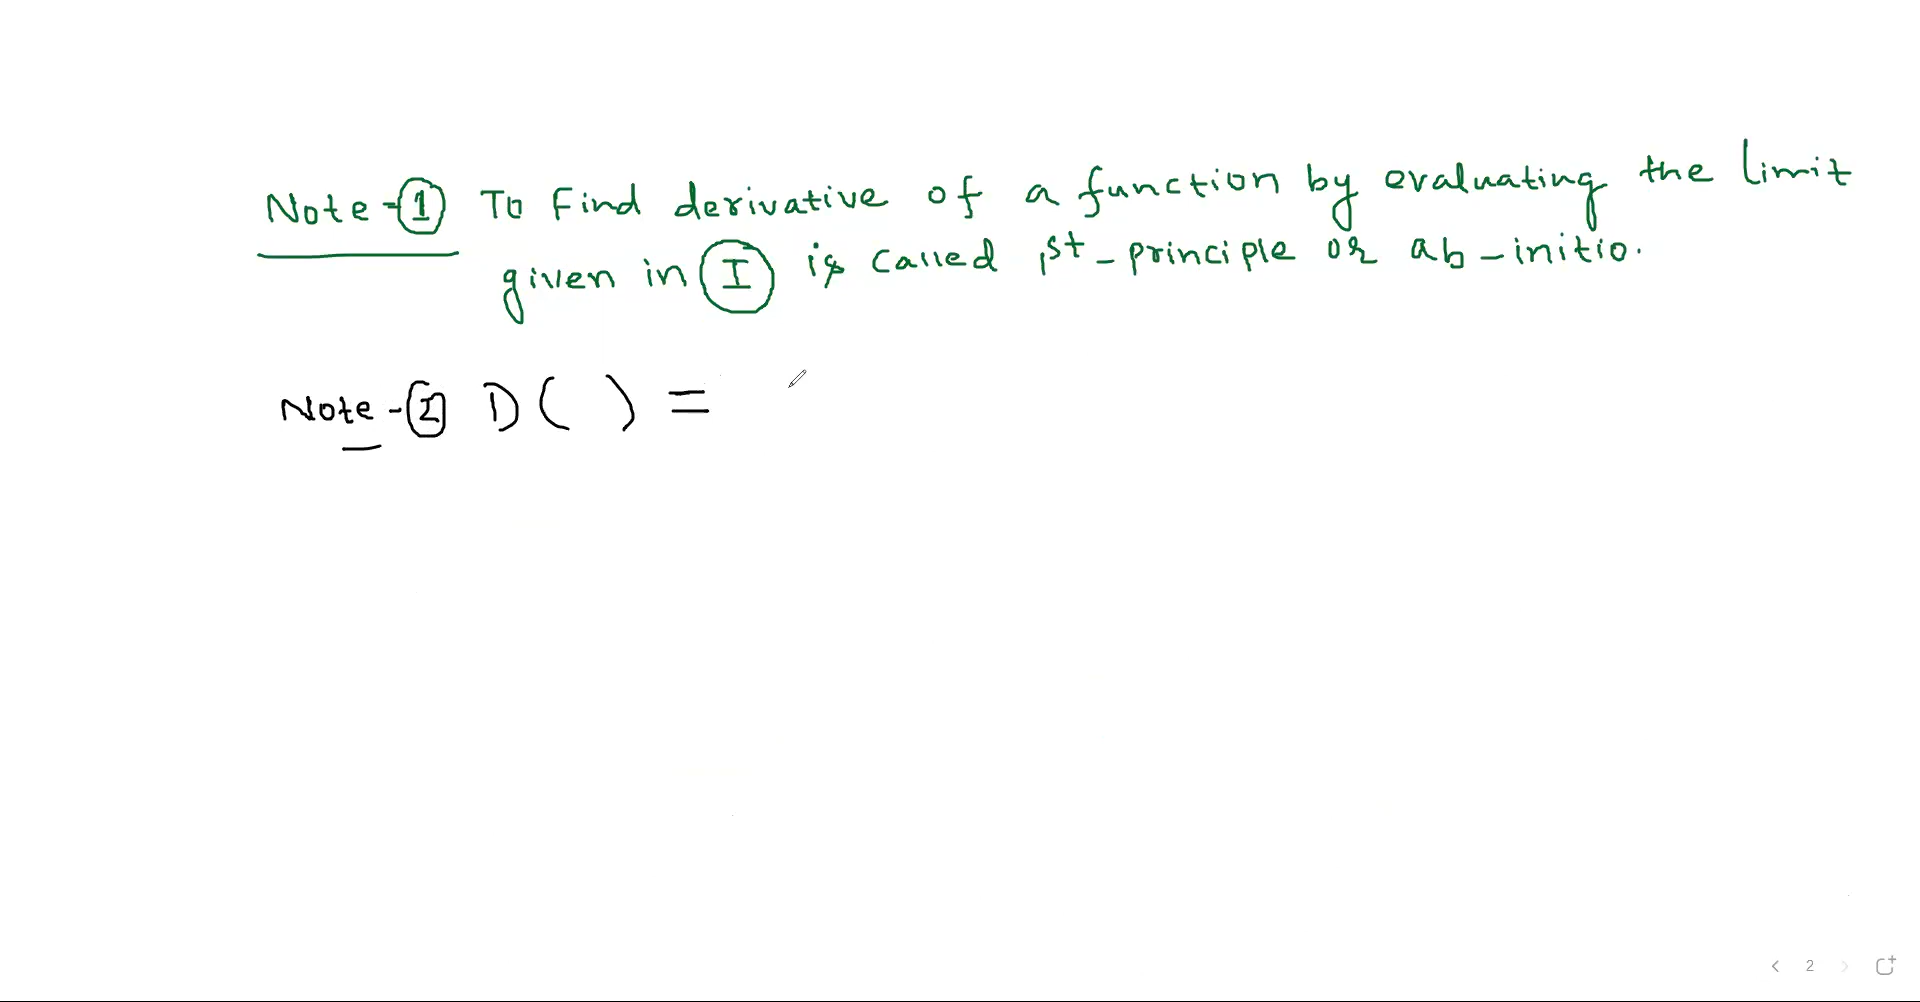 Note-① To Find derivative of a function by evaluating the limit
given in Ⓘ is called 1st-principle or ab-initio.
Note-② D( ) =
2